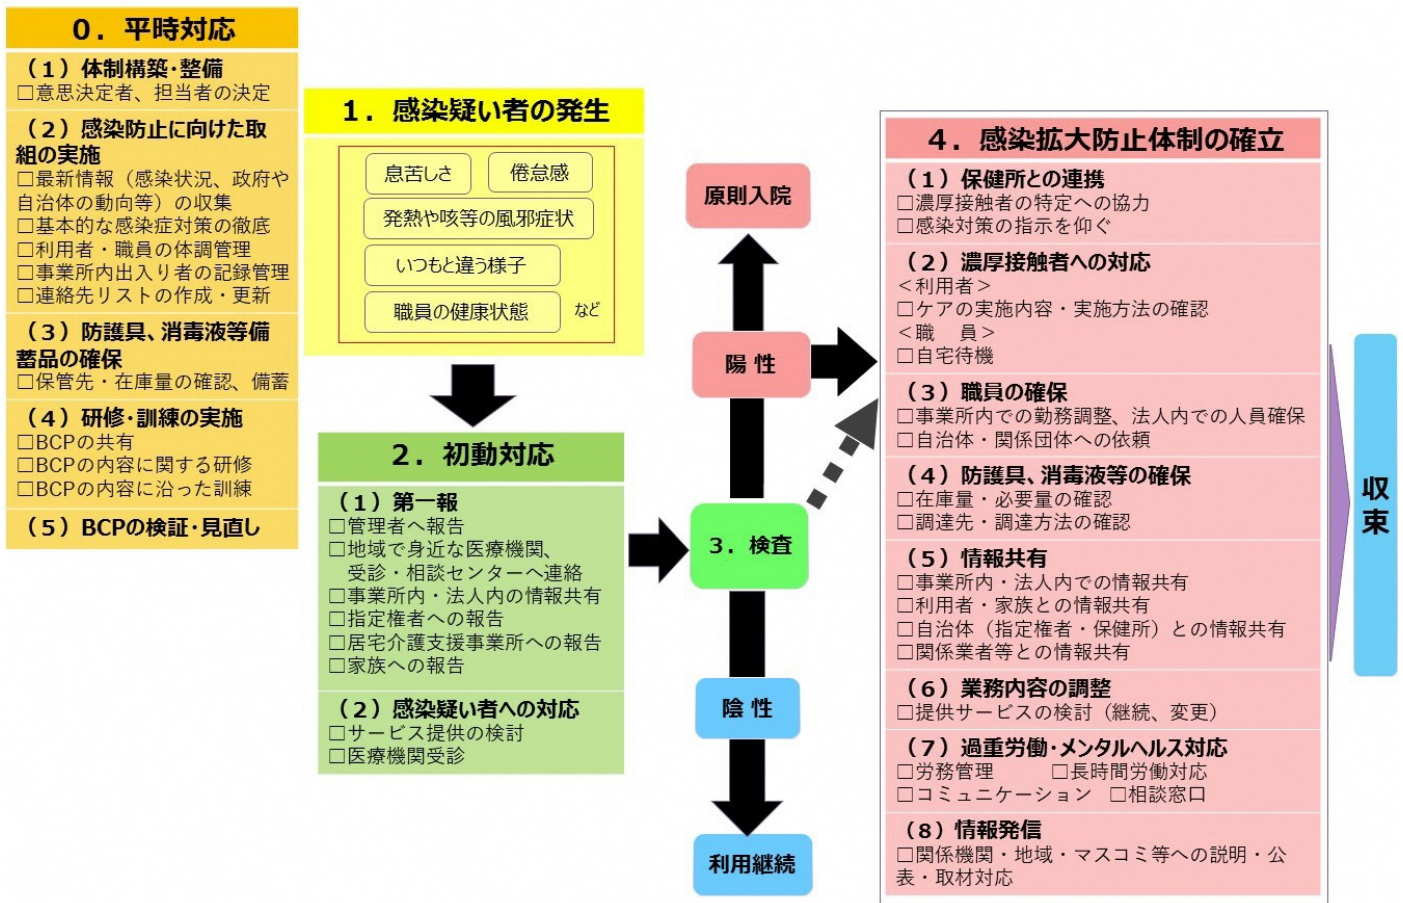 ０．平時対応
（１）体制構築・整備
□意思決定者、担当者の決定
（２）感染防止に向けた取
組の実施
□最新情報（感染状況、政府や
自治体の動向等）の収集
□基本的な感染症対策の徹底
□利用者・職員の体調管理
□事業所内出入り者の記録管理
□連絡先リストの作成・更新
（３）防護具、消毒液等備
蓄品の確保
□保管先・在庫量の確認、備蓄
（４）研修・訓練の実施
□BCPの共有
□BCPの内容に関する研修
□BCPの内容に沿った訓練
（５）BCPの検証・見直し
１．感染疑い者の発生
息苦しさ
倦怠感
発熱や咳等の風邪症状
いつもと違う様子
職員の健康状態
など
２．初動対応
（１）第一報
□管理者へ報告
□地域で身近な医療機関、
受診・相談センターへ連絡
□事業所内・法人内の情報共有
□指定権者への報告
□居宅介護支援事業所への報告
□家族への報告
（２）感染疑い者への対応
□サービス提供の検討
□医療機関受診
原則入院
陽性
３．検査
陰性
利用継続
４．感染拡大防止体制の確立
（１）保健所との連携
□濃厚接触者の特定への協力
□感染対策の指示を仰ぐ
（２）濃厚接触者への対応
＜利用者＞
□ケアの実施内容・実施方法の確認
＜職　員＞
□自宅待機
（３）職員の確保
□事業所内での勤務調整、法人内での人員確保
□自治体・関係団体への依頼
（４）防護具、消毒液等の確保
□在庫量・必要量の確認
□調達先・調達方法の確認
（５）情報共有
□事業所内・法人内での情報共有
□利用者・家族との情報共有
□自治体（指定権者・保健所）との情報共有
□関係業者等との情報共有
（６）業務内容の調整
□提供サービスの検討（継続、変更）
（７）過重労働・メンタルヘルス対応
□労務管理　□長時間労働対応
□コミュニケーション　□相談窓口
（８）情報発信
□関係機関・地域・マスコミ等への説明・公
表・取材対応
収束